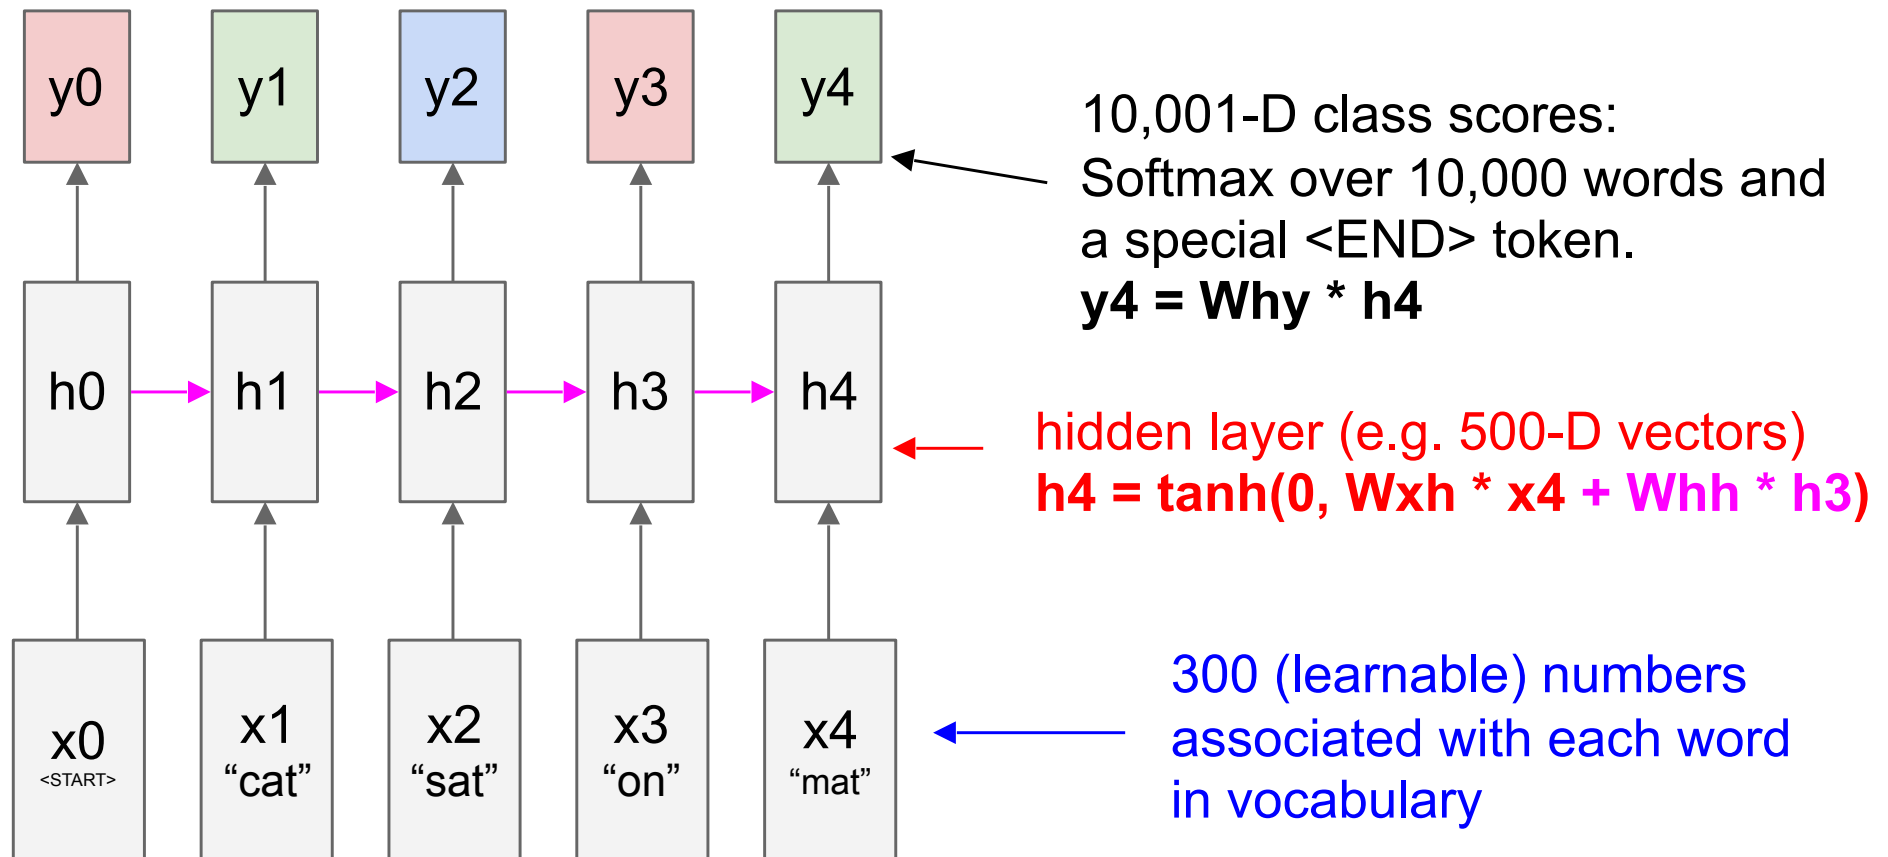 y0 y1 y2 y3 y4
10,001-D class scores:
Softmax over 10,000 words and
a special <END> token.
y4 = Why * h4
h0 h1 h2 h3 h4
hidden layer (e.g. 500-D vectors)
h4 = tanh(0, Wxh * x4 + Whh * h3)
x0 x1 x2 x3 x4
<START> “cat” “sat” “on” “mat”
300 (learnable) numbers
associated with each word
in vocabulary